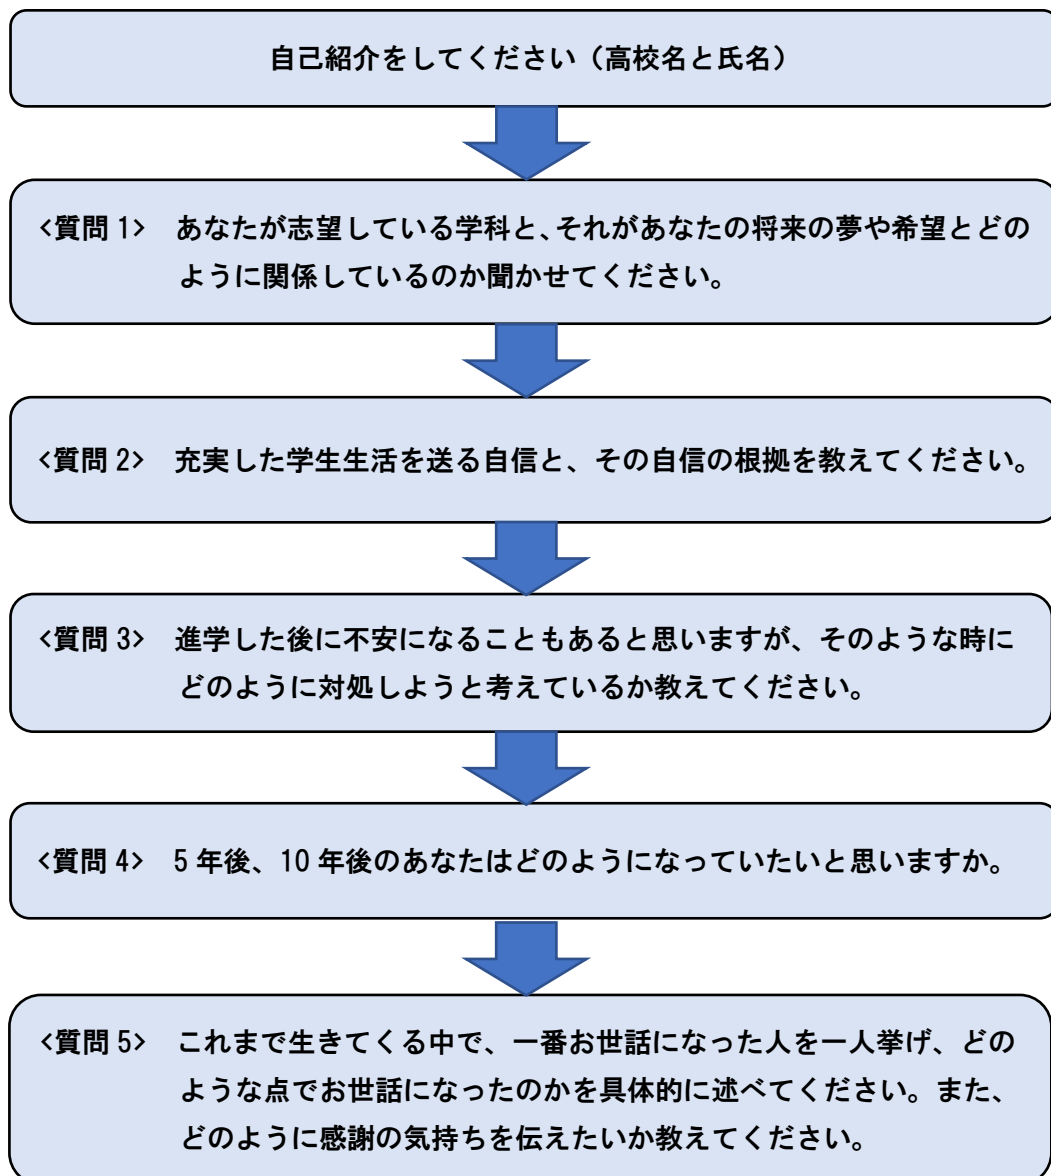 自己紹介をしてください（高校名と氏名）
<質問 1>　あなたが志望している学科と、それがあなたの将来の夢や希望とどの
ように関係しているのか聞かせてください。
<質問 2>　充実した学生生活を送る自信と、その自信の根拠を教えてください。
<質問 3>　進学した後に不安になることもあると思いますが、そのような時に
どのように対処しようと考えているか教えてください。
<質問 4>　5 年後、10 年後のあなたはどのようになっていたいと思いますか。
<質問 5>　これまで生きてくる中で、一番お世話になった人を一人挙げ、どの
ような点でお世話になったのかを具体的に述べてください。また、
どのように感謝の気持ちを伝えたいか教えてください。